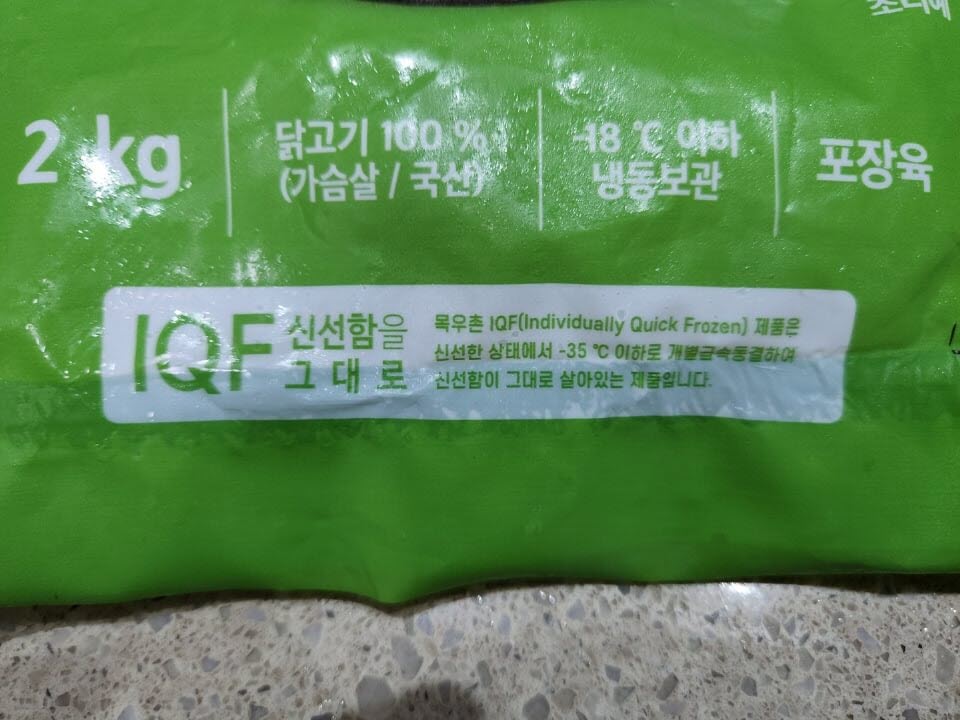 2 kg
닭고기 100 %
(가슴살 / 국산)
-18 ℃ 이하
냉동보관
포장육
IQF 신선함을
그대로
목우촌 IQF(Individually Quick Frozen) 제품은
신선한 상태에서 -35 ℃ 이하로 개별급속동결하여
신선함이 그대로 살아있는 제품입니다.